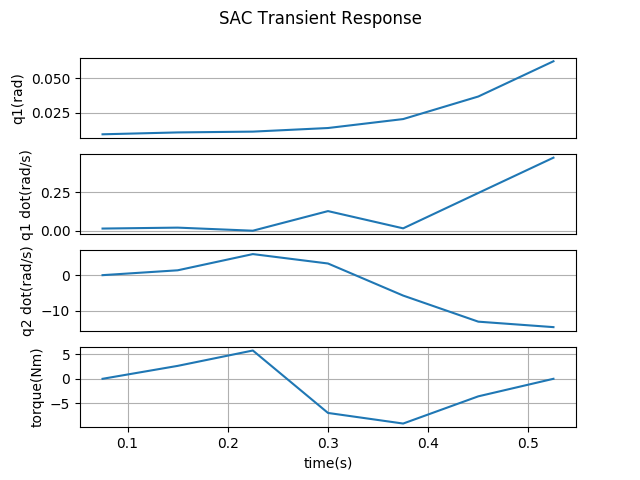 SAC Transient Response
q1(rad)
0.050
0.025
q1 dot(rad/s)
0.25
0.00
q2 dot(rad/s)
0
−10
torque(Nm)
5
0
−5
0.1 0.2 0.3 0.4 0.5
time(s)